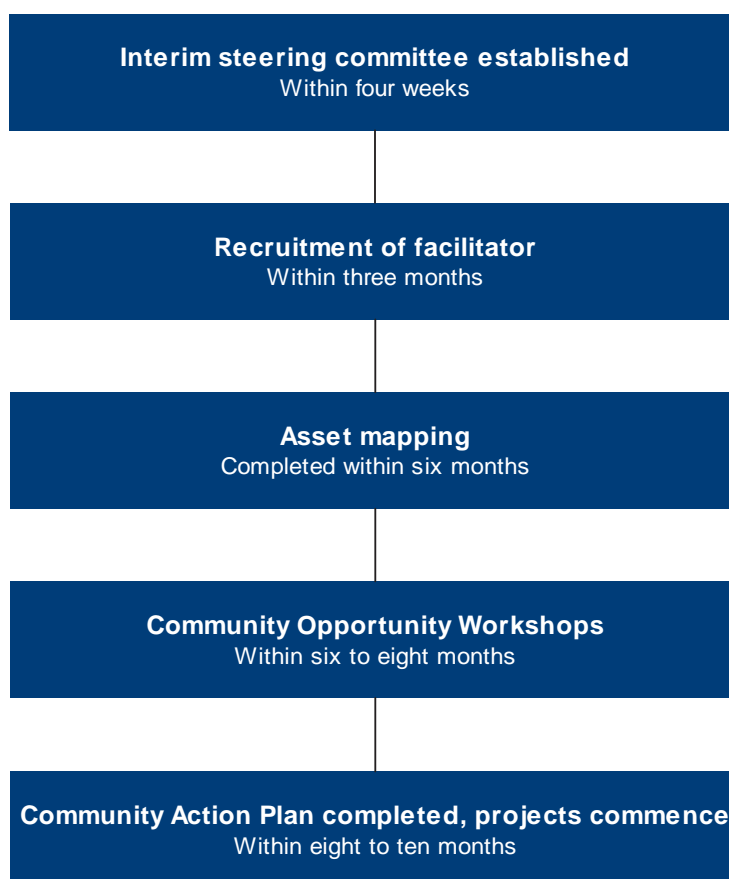 Interim steering committee established
Within four weeks
Recruitment of facilitator
Within three months
Asset mapping
Completed within six months
Community Opportunity Workshops
Within six to eight months
Community Action Plan completed, projects commence
Within eight to ten months